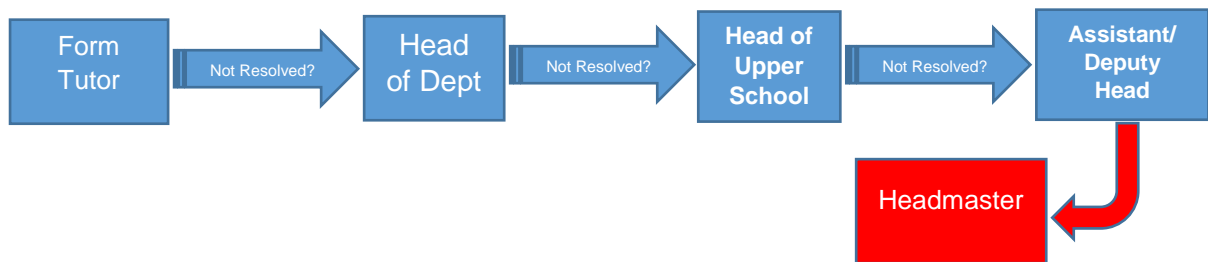 Form
Tutor
Not Resolved?
Head
of Dept
Not Resolved?
Head of
Upper
School
Not Resolved?
Assistant/
Deputy
Head
Headmaster